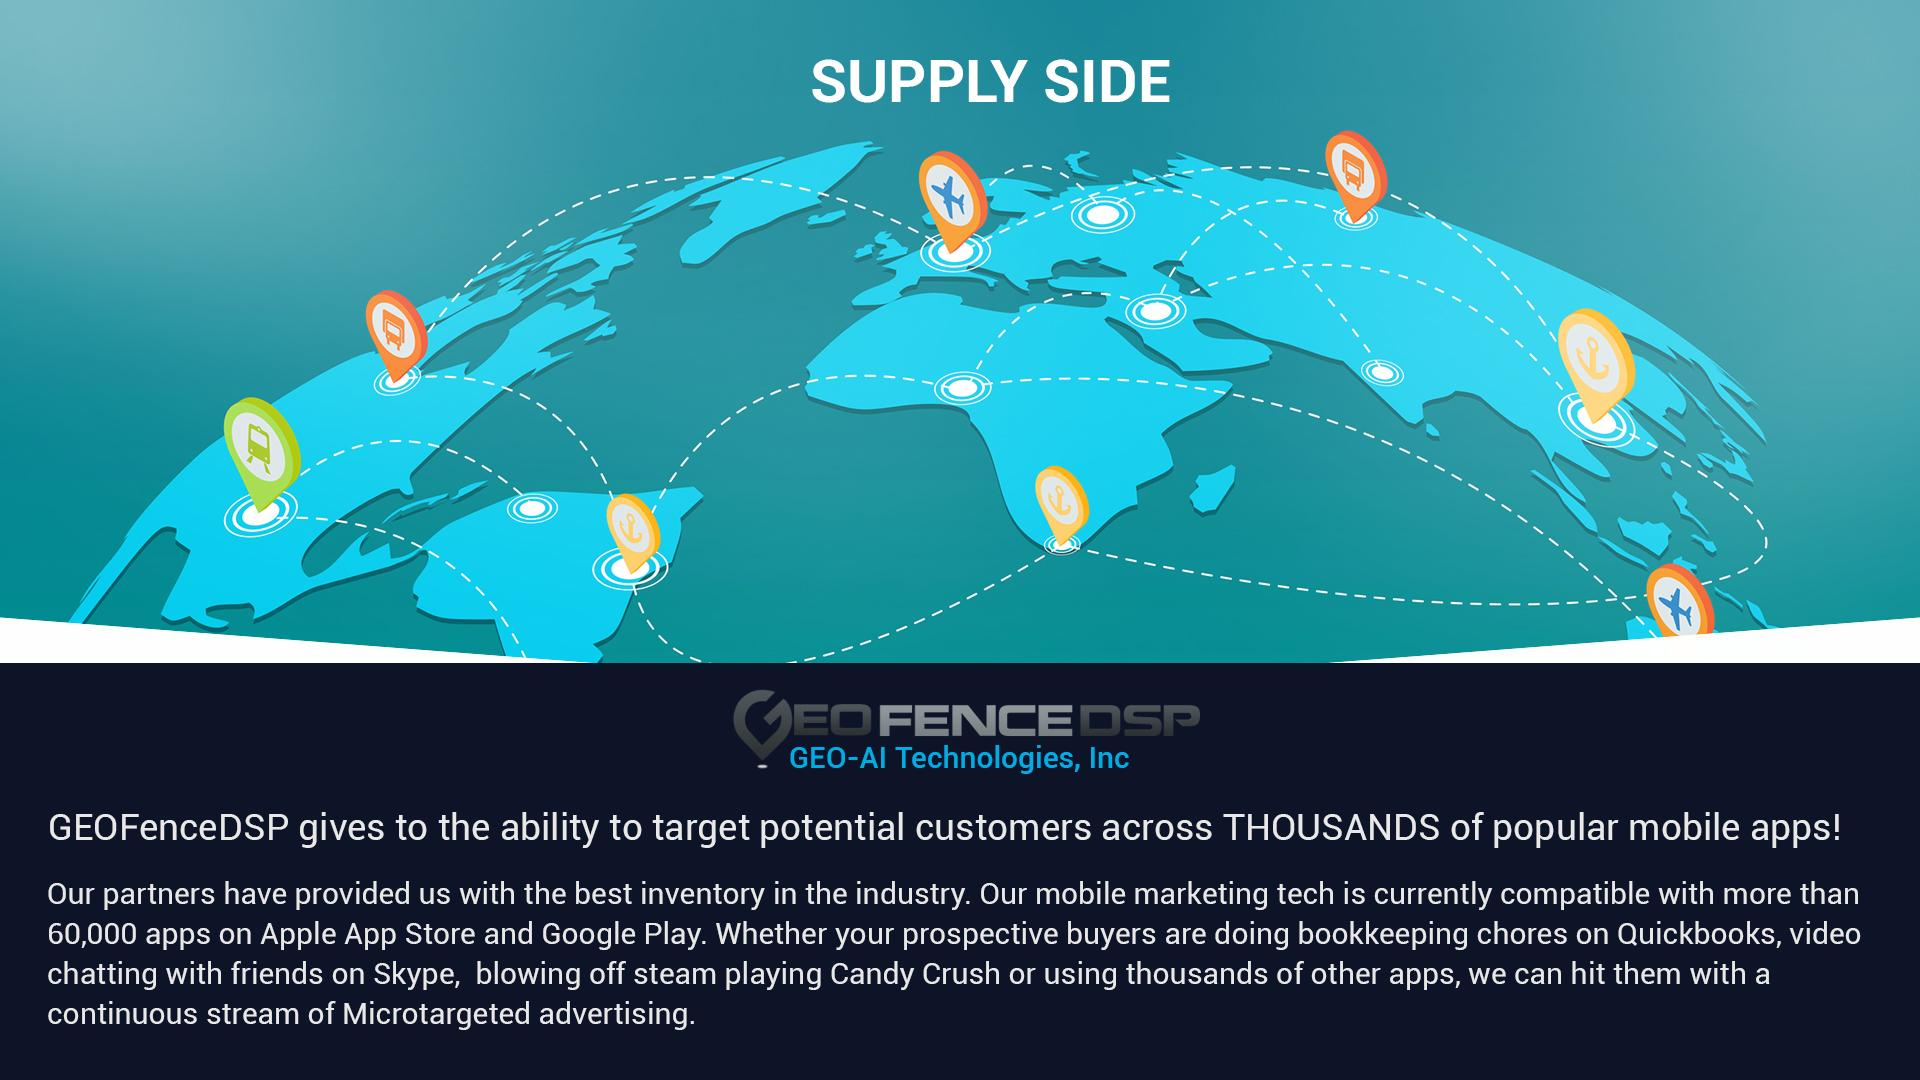 SUPPLY SIDE
GEOFENCEDSP
GEO-AI Technologies, Inc
GEOFenceDSP gives to the ability to target potential customers across THOUSANDS of popular mobile apps!
Our partners have provided us with the best inventory in the industry. Our mobile marketing tech is currently compatible with more than
60,000 apps on Apple App Store and Google Play. Whether your prospective buyers are doing bookkeeping chores on Quickbooks, video
chatting with friends on Skype,  blowing off steam playing Candy Crush or using thousands of other apps, we can hit them with a
continuous stream of Microtargeted advertising.